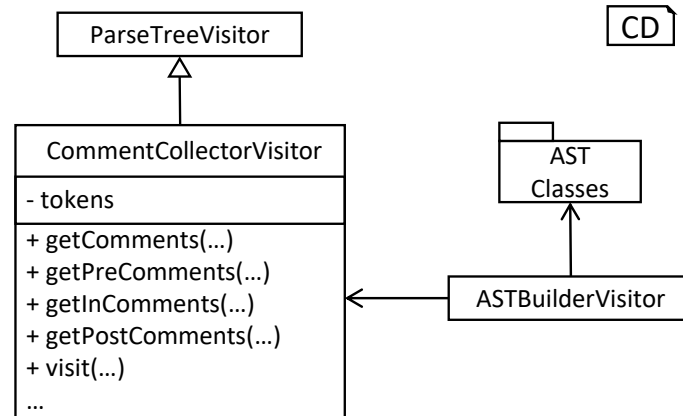 ParseTreeVisitor
CD
CommentCollectorVisitor
- tokens
+ getComments(...)
+ getPreComments(...)
+ getInComments(...)
+ getPostComments(...)
+ visit(...)
...
AST
Classes
ASTBuilderVisitor